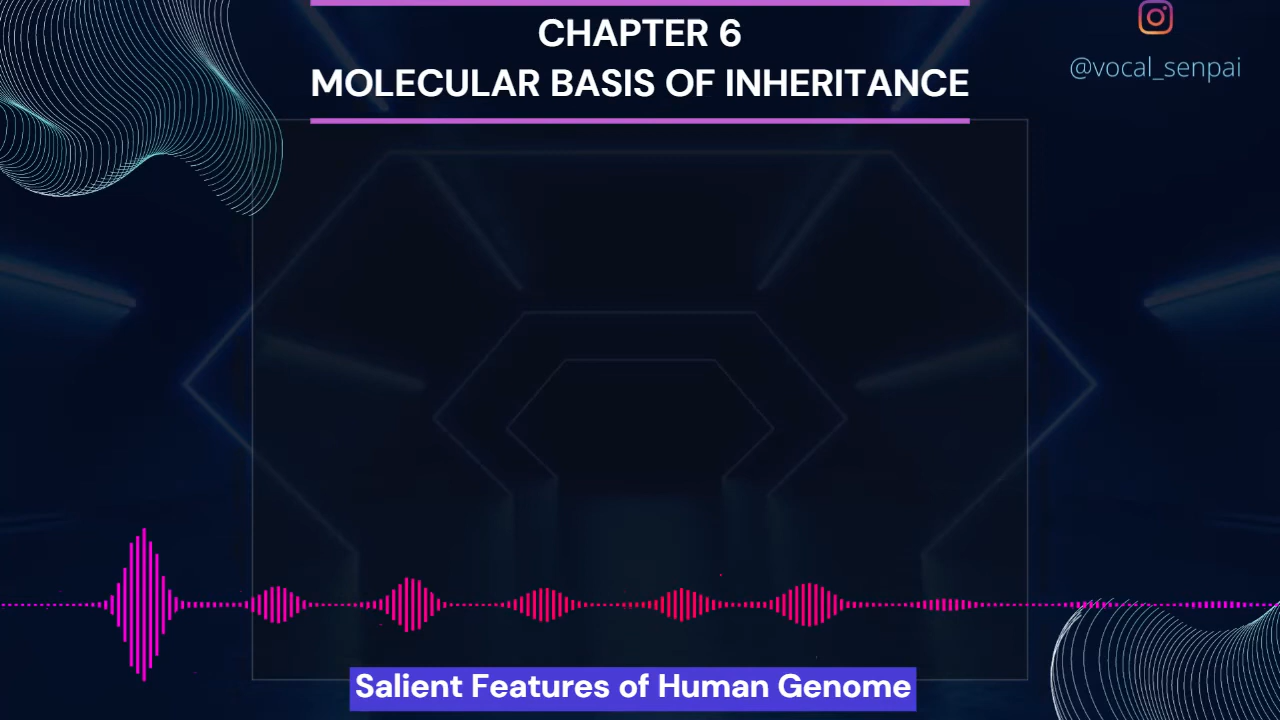 CHAPTER 6
MOLECULAR BASIS OF INHERITANCE
@vocal_senpai
Salient Features of Human Genome